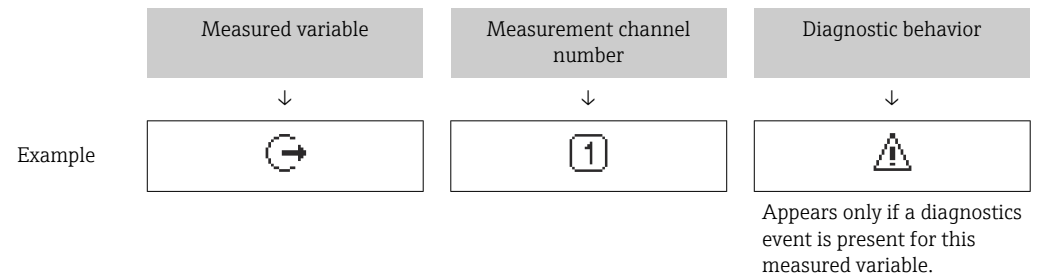 Measured variable
Measurement channel
number
Diagnostic behavior
↓ ↓ ↓
Example
1
Appears only if a diagnostics
event is present for this
measured variable.